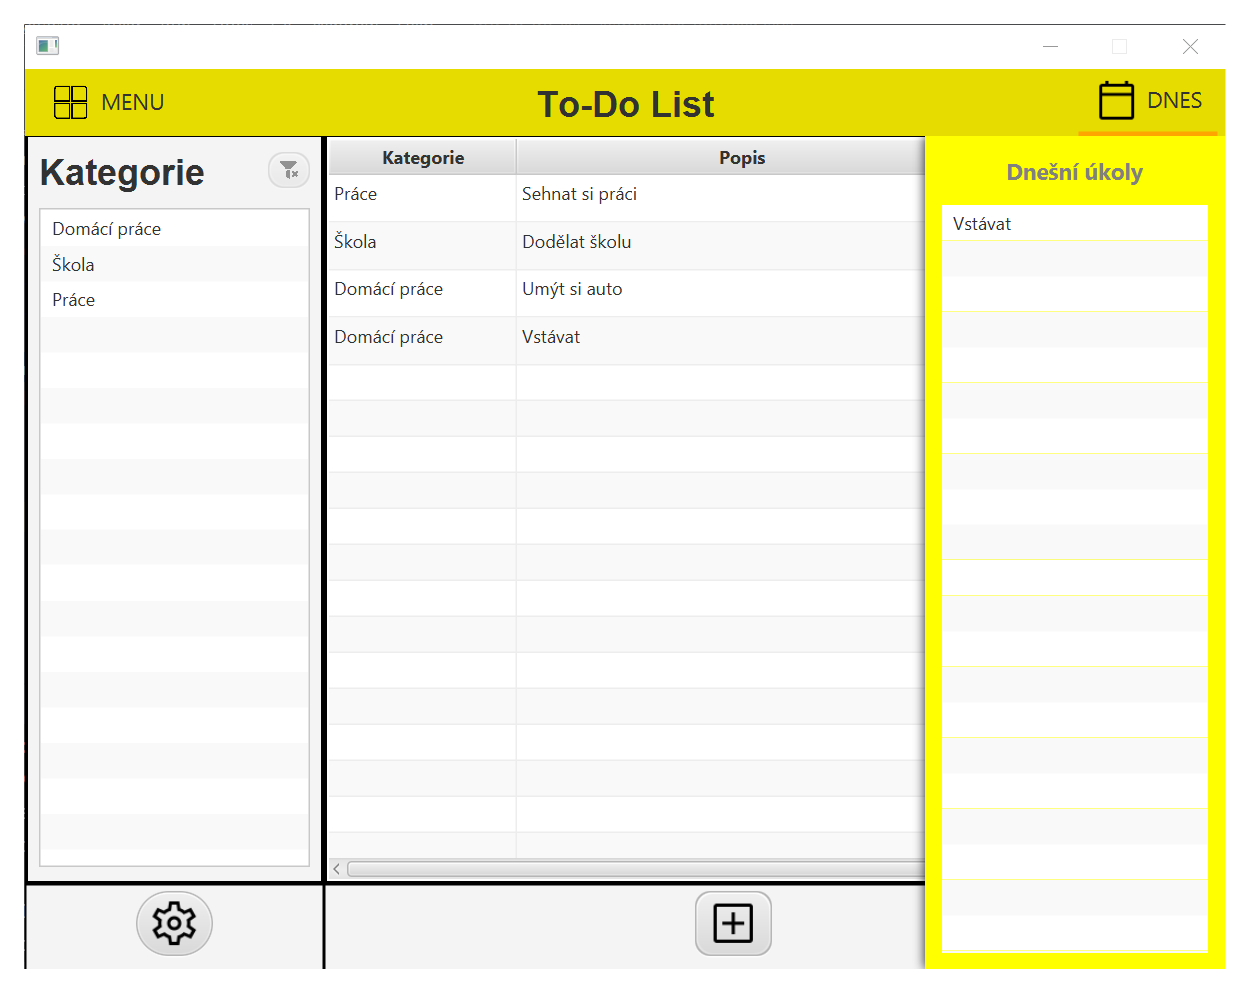 MENU
To-Do List
DNES
Kategorie
Domácí práce
Škola
Práce
Kategorie Popis
Práce Sehnat si práci
Škola Dodělat školu
Domácí práce Umýt si auto
Domácí práce Vstávat
Dnešní úkoly
Vstávat